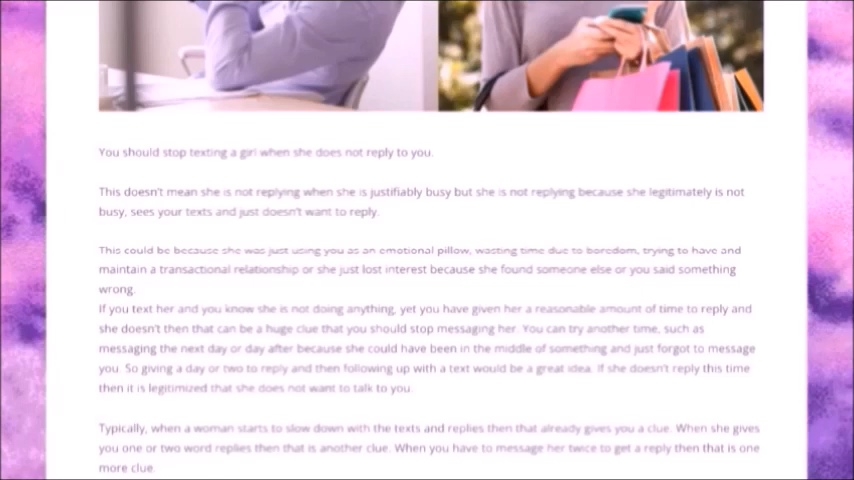 You should stop texting a girl when she does not reply to you.
This doesn't mean she is not replying when she is justifiably busy but she is not replying because she legitimately is not
busy, sees your texts and just doesn't want to reply.
This could be because she was just using you as an emotional pillow, wasting time due to boredom, trying to have and
maintain a transactional relationship or she just lost interest because she found someone else or you said something
wrong.
If you text her and you know she is not doing anything, yet you have given her a reasonable amount of time to reply and
she doesn't then that can be a huge clue that you should stop messaging her. You can try another time, such as
messaging the next day or day after because she could have been in the middle of something and just forgot to message
you. So giving a day or two to reply and then following up with a text would be a great idea. If she doesn't reply this time
then it is legitimized that she does not want to talk to you.
Typically, when a woman starts to slow down with the texts and replies then that already gives you a clue. When she gives
you one or two word replies then that is another clue. When you have to message her twice to get a reply then that is one
more clue.